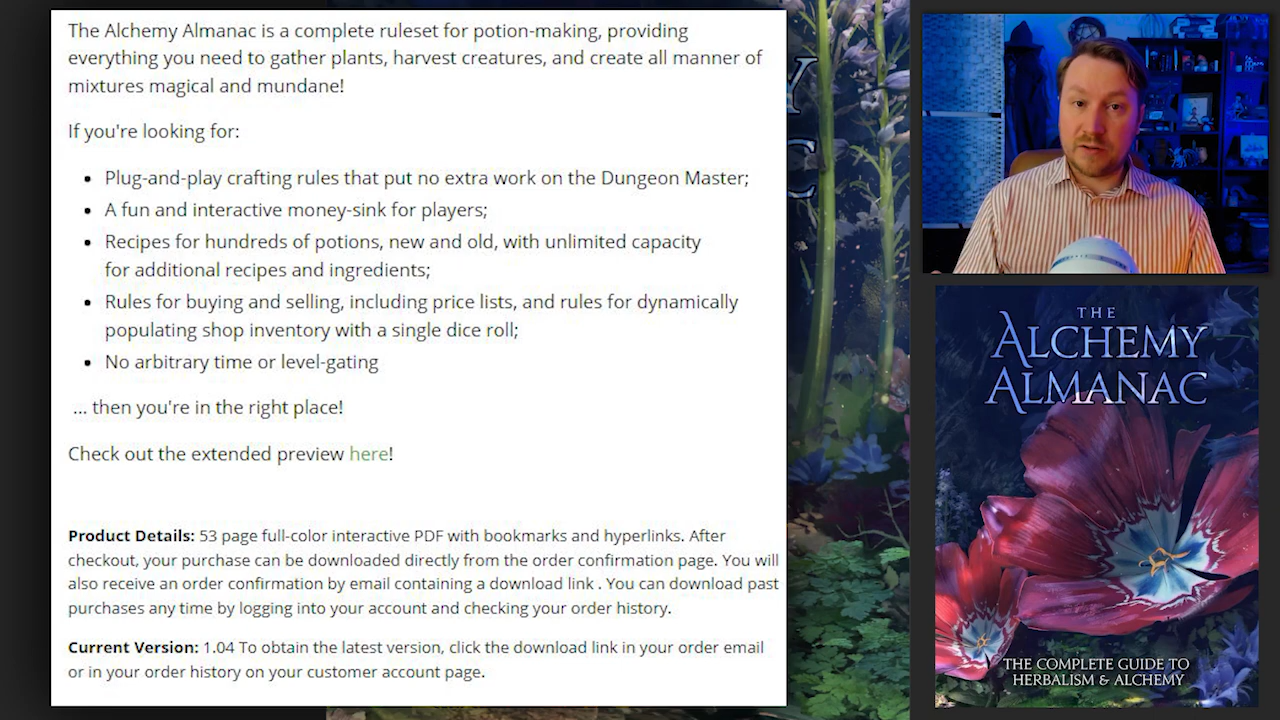 The Alchemy Almanac is a complete ruleset for potion-making, providing
everything you need to gather plants, harvest creatures, and create all manner of
mixtures magical and mundane!
If you're looking for:
• Plug-and-play crafting rules that put no extra work on the Dungeon Master;
• A fun and interactive money-sink for players;
• Recipes for hundreds of potions, new and old, with unlimited capacity
for additional recipes and ingredients;
• Rules for buying and selling, including price lists, and rules for dynamically
populating shop inventory with a single dice roll;
• No arbitrary time or level-gating
... then you're in the right place!
Check out the extended preview here!
Product Details: 53 page full-color interactive PDF with bookmarks and hyperlinks. After
checkout, your purchase can be downloaded directly from the order confirmation page. You will
also receive an order confirmation by email containing a download link . You can download past
purchases any time by logging into your account and checking your order history.
Current Version: 1.04 To obtain the latest version, click the download link in your order email
or in your order history on your customer account page.
THE
ALCHEMY
ALMANAC
THE COMPLETE GUIDE TO
HERBALISM & ALCHEMY